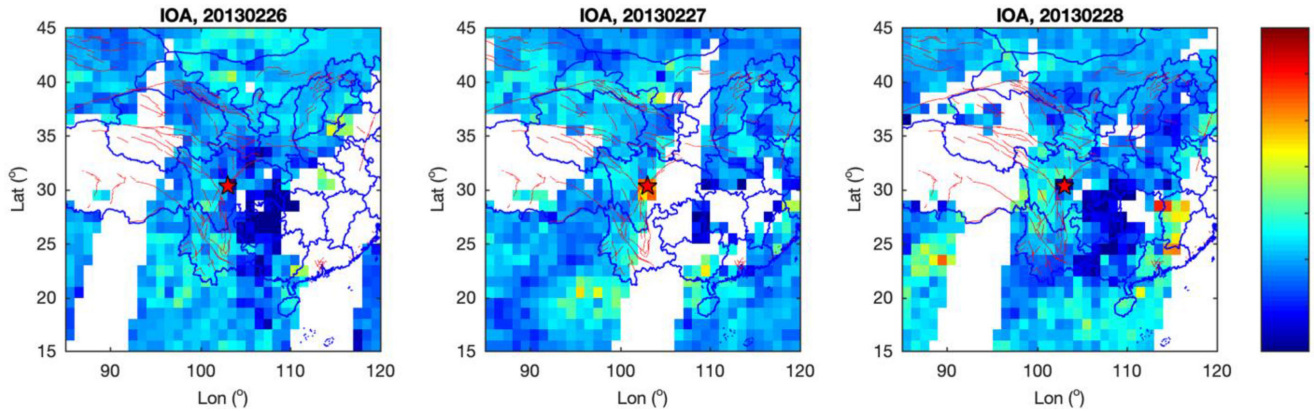 IOA, 20130226 IOA, 20130227 IOA, 20130228
45 45 45
40 40 40
35 35 35
Lat (°) Lat (°) Lat (°)
30 30 30
25 25 25
20 20 20
15 15 15
90 100 110 120 90 100 110 120 90 100 110 120
Lon (°) Lon (°) Lon (°)